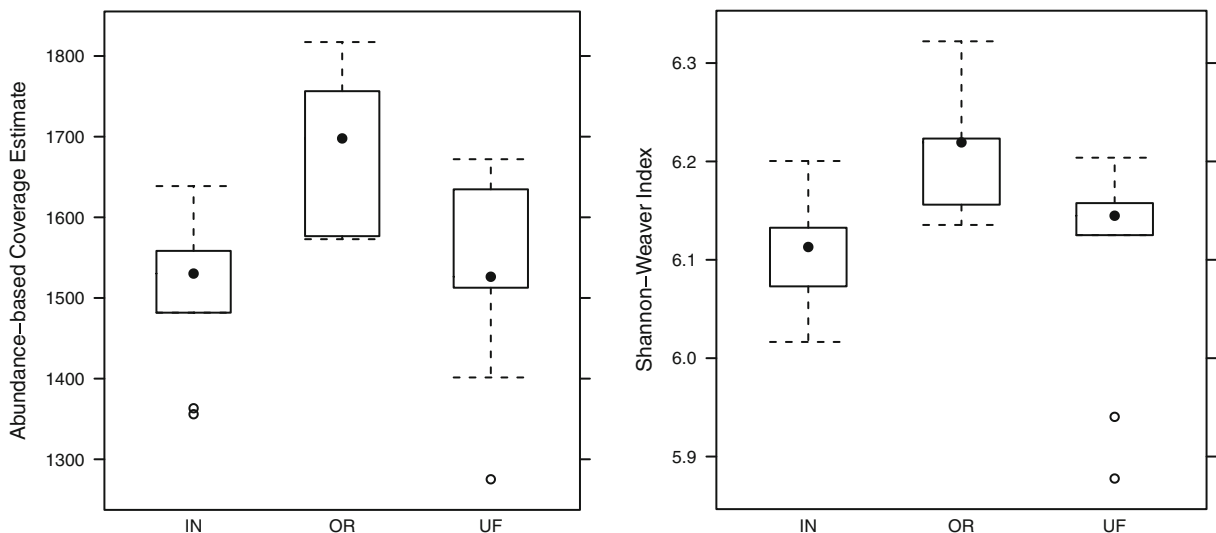 Abundance−based Coverage Estimate
1800
1700
1600
1500
1400
1300
IN OR UF
Shannon−Weaver Index
6.3
6.2
6.1
6.0
5.9
IN OR UF